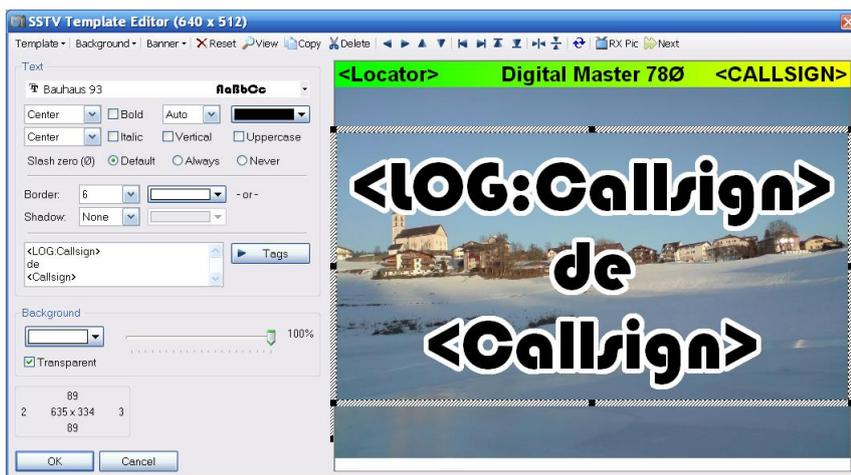 SSTV Template Editor (640 x 512)
Template Background Banner Reset View Copy Delete RX Pic Next
Text
Bauhaus 93 AaBbCc
Center Bold Auto
Center Italic Vertical Uppercase
Slash zero (Ø) Default Always Never
Border: 6 - or -
Shadow: None
<LOG:Callsign>
de
<Callsign>
Tags
Background
100%
Transparent
89
2 635 x 334 3
89
OK Cancel
<Locator> Digital Master 78Ø <CALLSIGN>
<LOG:Callsign>
de
<Callsign>